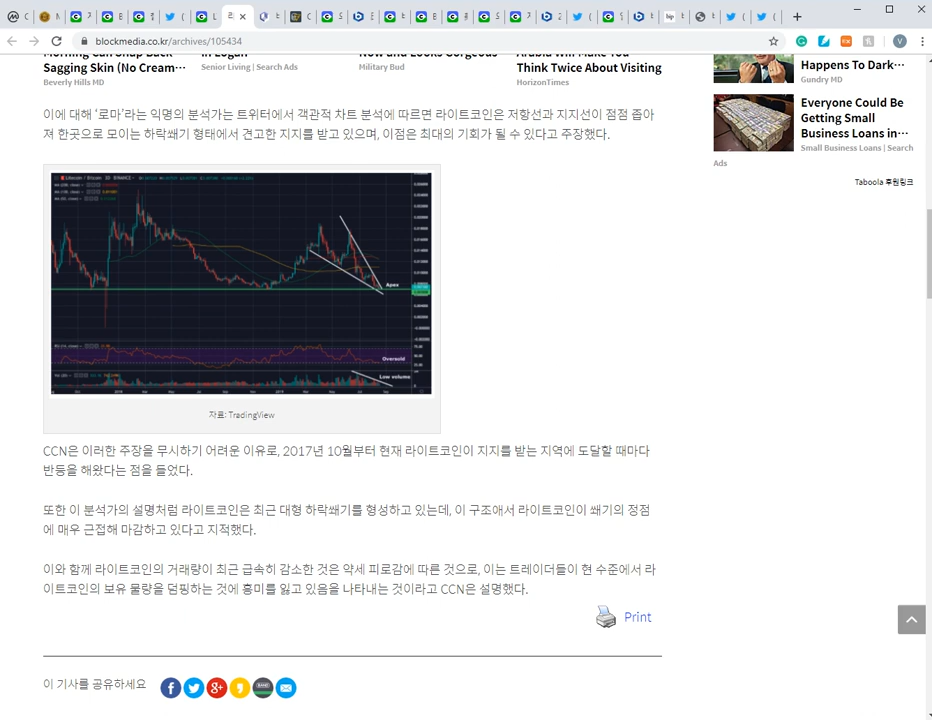 blockmedia.co.kr/archives/105434
Sagging Skin (No Cream···
Beverly Hills MD
in Logan
Senior Living | Search Ads
Now and Looks Gorgeous
Military Bud
Arabia Will Make You
Think Twice About Visiting
HorizonTimes
Happens To Dark···
Gundry MD
Everyone Could Be
Getting Small
Business Loans in···
Small Business Loans | Search
Ads
Taboola 후원링크
이에 대해 ‘로마’라는 익명의 분석가는 트위터에서 객관적 차트 분석에 따르면 라이트코인은 저항선과 지지선이 점점 좁아
져 한곳으로 모이는 하락쐐기 형태에서 견고한 지지를 받고 있으며, 이점은 최대의 기회가 될 수 있다고 주장했다.
Apex
Oversold
Low volume
자료: TradingView
CCN은 이러한 주장을 무시하기 어려운 이유로, 2017년 10월부터 현재 라이트코인이 지지를 받는 지역에 도달할 때마다
반등을 해왔다는 점을 들었다.
또한 이 분석가의 설명처럼 라이트코인은 최근 대형 하락쐐기를 형성하고 있는데, 이 구조애서 라이트코인이 쐐기의 정점
에 매우 근접해 마감하고 있다고 지적했다.
이와 함께 라이트코인의 거래량이 최근 급속히 감소한 것은 약세 피로감에 따른 것으로, 이는 트레이더들이 현 수준에서 라
이트코인의 보유 물량을 덤핑하는 것에 흥미를 잃고 있음을 나타내는 것이라고 CCN은 설명했다.
Print
이 기사를 공유하세요